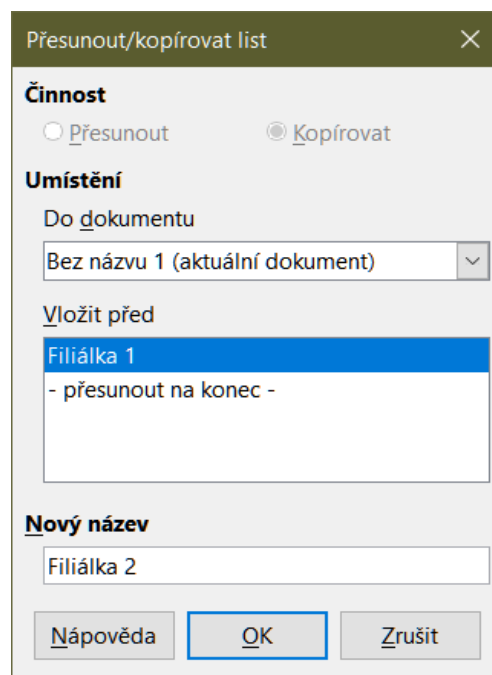 Přesunout/kopírovat list
Činnost
Přesunout Kopírovat
Umístění
Do dokumentu
Bez názvu 1 (aktuální dokument)
Vložit před
Filiálka 1
- přesunout na konec -
Nový název
Filiálka 2
Nápověda OK Zrušit